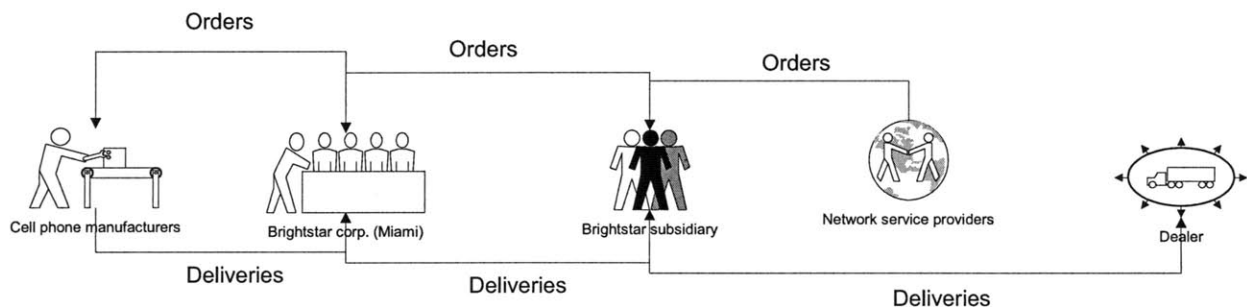 Orders
Orders
Orders
Cell phone manufacturers
Brightstar corp. (Miami)
Brightstar subsidiary
Network service providers
Dealer
Deliveries
Deliveries
Deliveries